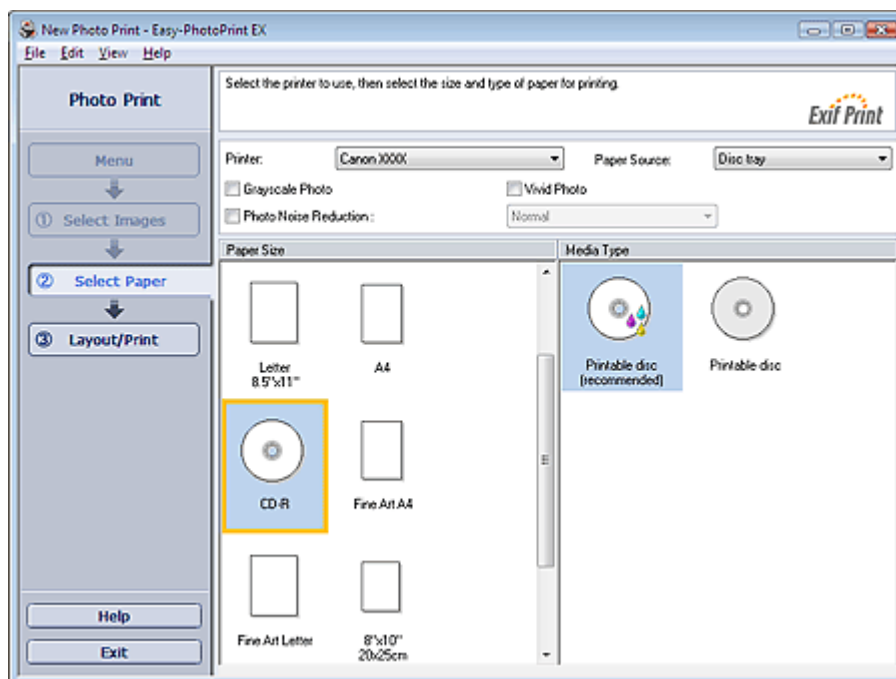 New Photo Print - Easy-PhotoPrint EX
File Edit View Help
Photo Print
Select the printer to use, then select the size and type of paper for printing.
Exif Print
Menu
Printer:
Canon XXXX
Paper Source:
Disc tray
Grayscale Photo
Vivid Photo
① Select Images
Photo Noise Reduction :
Normal
Paper Size
Media Type
② Select Paper
③ Layout/Print
Letter
8.5"x11"
A4
Printable disc
(recommended)
Printable disc
CD-R
Fine Art A4
Fine Art Letter
8"x10"
20x25cm
Help
Exit